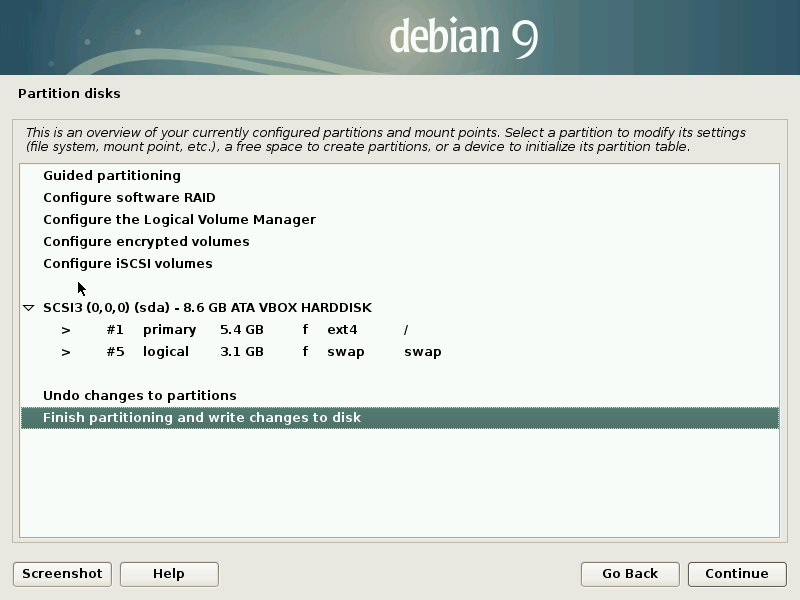 debian 9
Partition disks
This is an overview of your currently configured partitions and mount points. Select a partition to modify its settings
(file system, mount point, etc.), a free space to create partitions, or a device to initialize its partition table.
Guided partitioning
Configure software RAID
Configure the Logical Volume Manager
Configure encrypted volumes
Configure iSCSI volumes
SCSI3 (0,0,0) (sda) - 8.6 GB ATA VBOX HARDDISK
> #1 primary 5.4 GB f ext4 /
> #5 logical 3.1 GB f swap swap
Undo changes to partitions
Finish partitioning and write changes to disk
Screenshot Help Go Back Continue